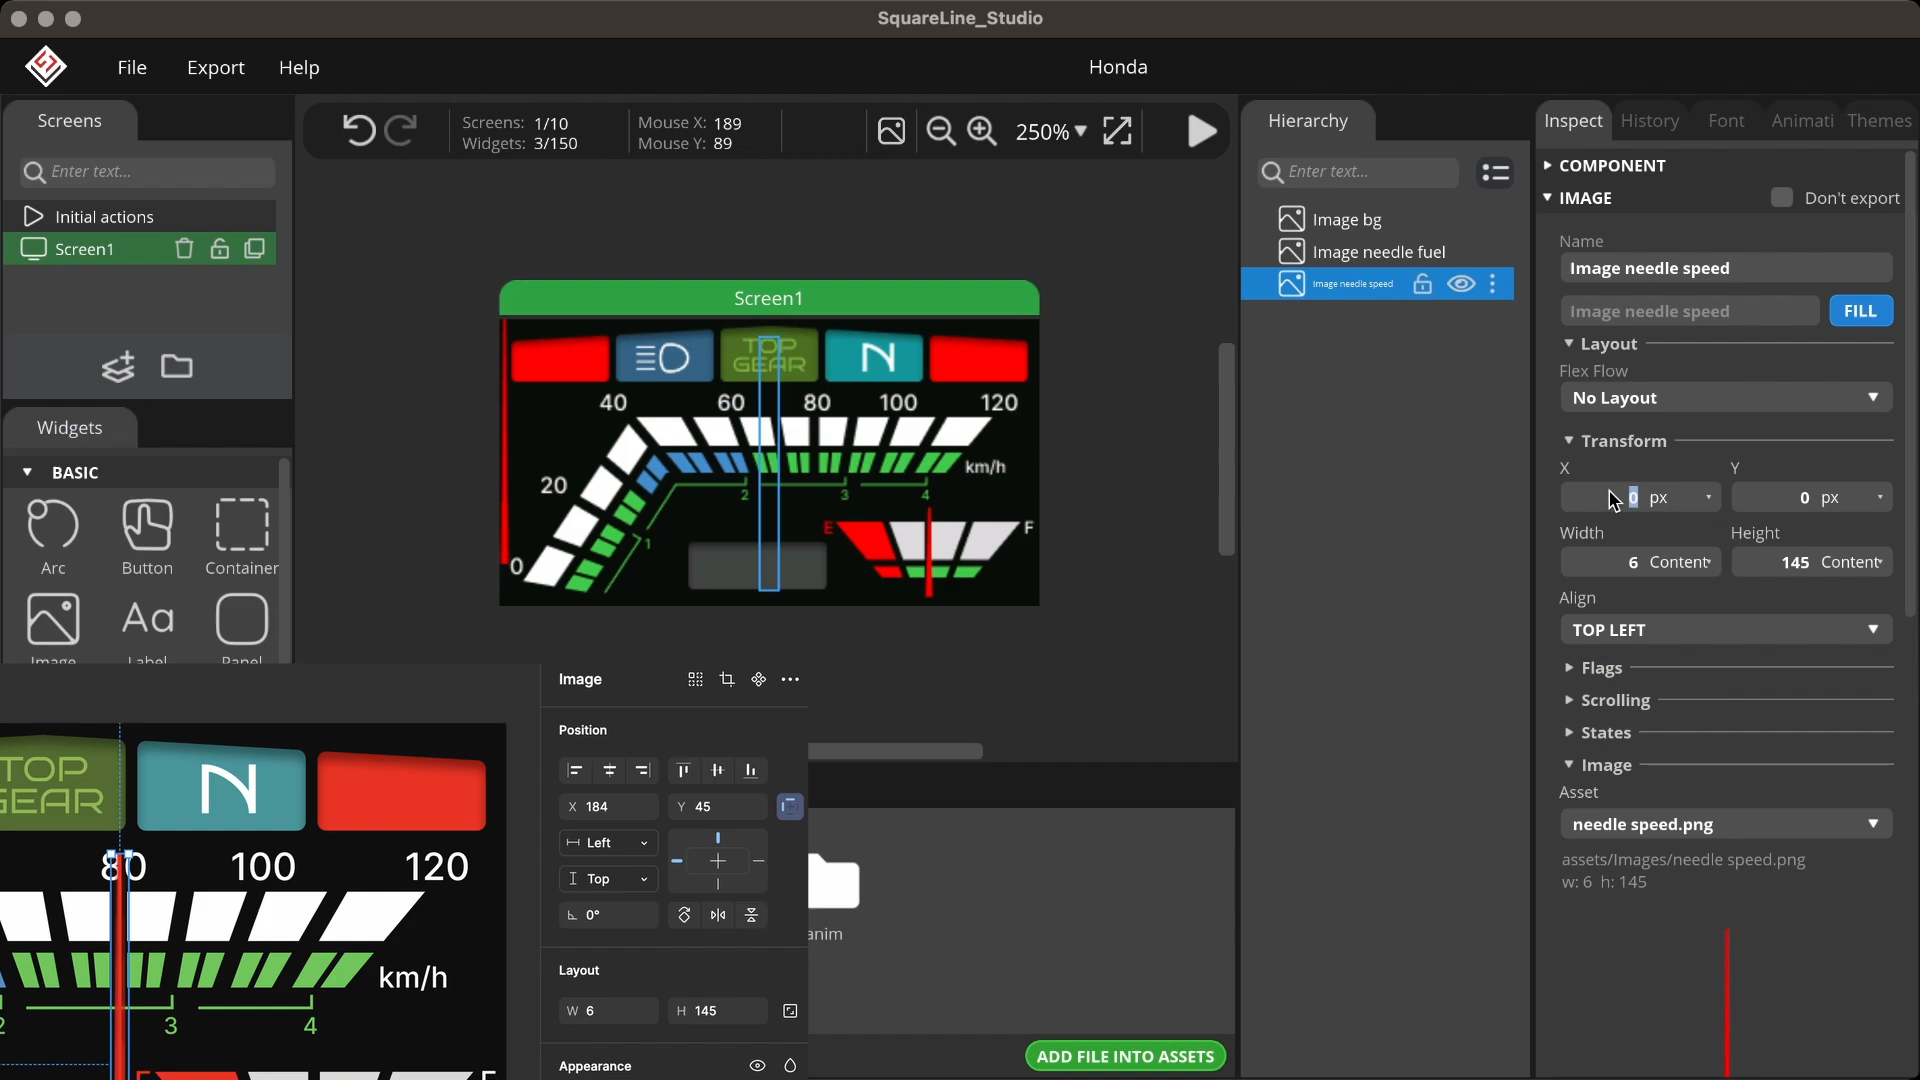 SquareLine_Studio
File
Export
Help
Honda
Screens
Enter text...
Initial actions
Screen1
Screens: 1/10
Widgets: 3/150
Mouse X: 189
Mouse Y: 89
250%
Screen1
TOP
GEAR
N
40
60
80
100
120
20
km/h
2
3
4
E
F
1
0
Widgets
BASIC
Arc
Button
Container
Image
Label
Panel
Hierarchy
Enter text...
Image bg
Image needle fuel
Image needle speed
Inspect
History
Font
Animati
Themes
COMPONENT
IMAGE
Don't export
Name
Image needle speed
Image needle speed
FILL
Layout
Flex Flow
No Layout
Transform
X
Y
0 px
0 px
Width
Height
6 Content
145 Content
Align
TOP LEFT
Flags
Scrolling
States
Image
Asset
needle speed.png
assets/Images/needle speed.png
w: 6 h: 145
TOP
GEAR
N
80
100
120
km/h
2
3
4
Image
Position
X 184
Y 45
Left
Top
0°
Layout
W 6
H 145
Appearance
anim
ADD FILE INTO ASSETS